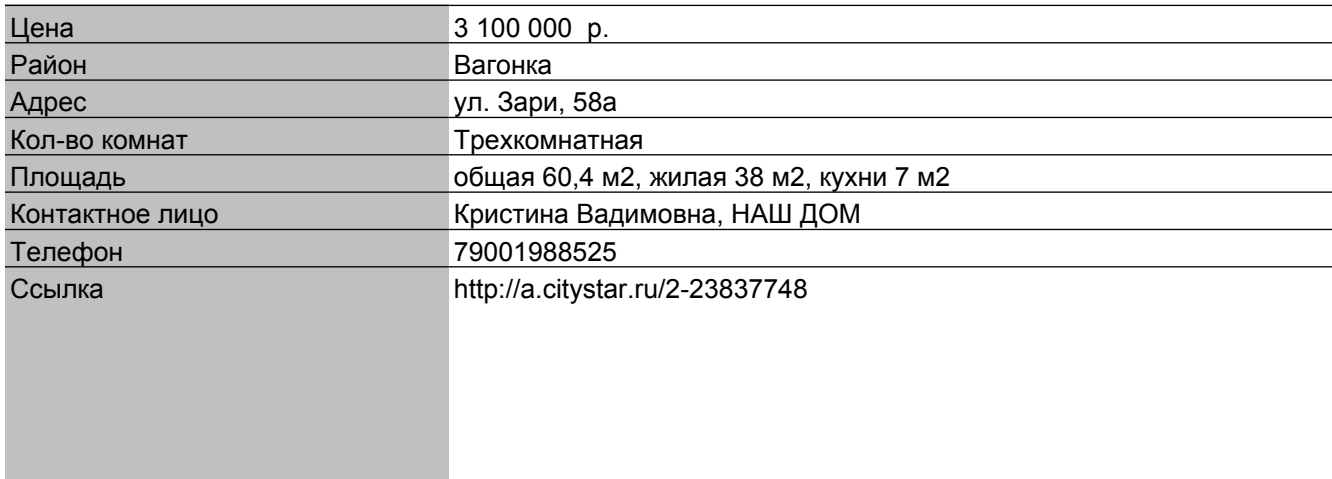 Цена 3 100 000 р.
Район Вагонка
Адрес ул. Зари, 58а
Кол-во комнат Трехкомнатная
Площадь общая 60,4 м2, жилая 38 м2, кухни 7 м2
Контактное лицо Кристина Вадимовна, НАШ ДОМ
Телефон 79001988525
Ссылка http://a.citystar.ru/2-23837748